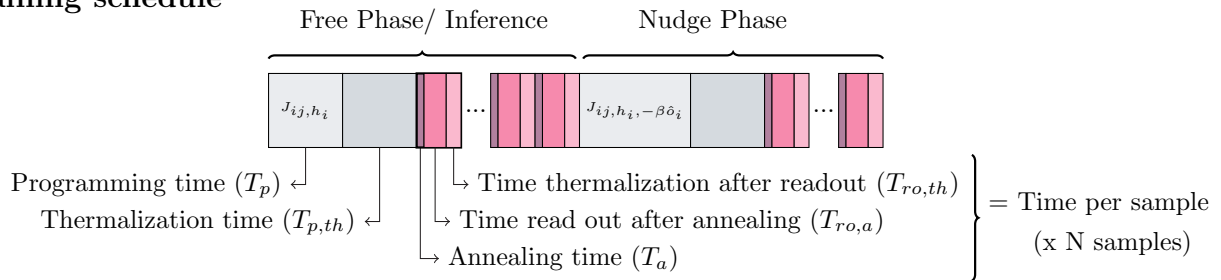 Free Phase/ Inference
Nudge Phase
J_{ij,h_i}
...
J_{ij,h_i,-βô_i}
...
Programming time (T_p)
Thermalization time (T_{p,th})
Time thermalization after readout (T_{ro,th})
Time read out after annealing (T_{ro,a})
Annealing time (T_a)
= Time per sample
(x N samples)